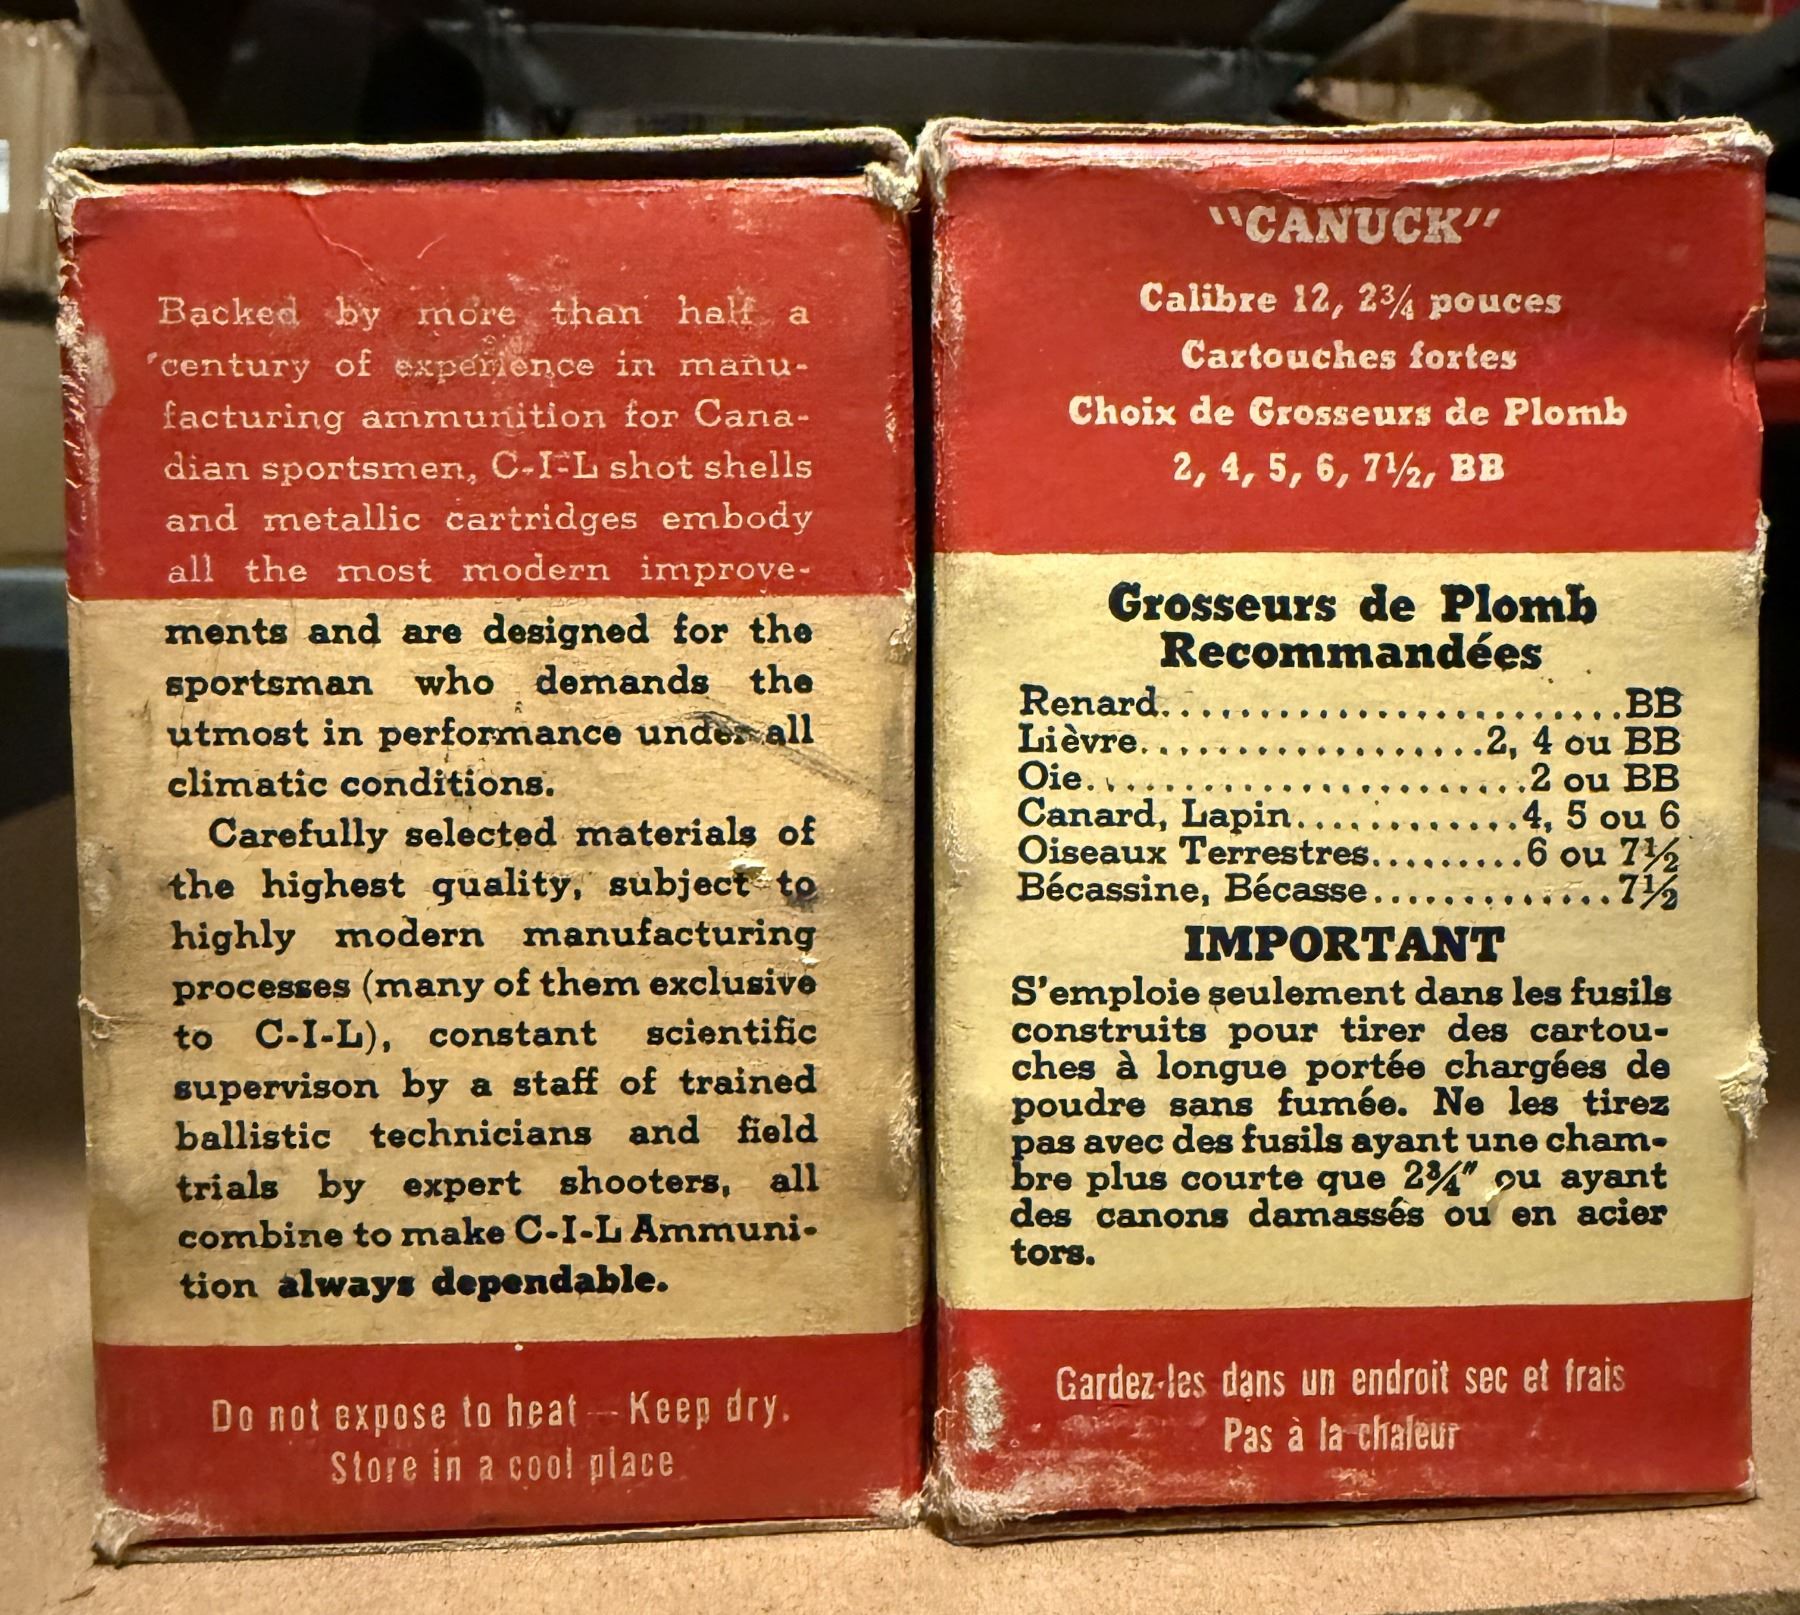 Backed by more than half a
century of experience in manu-
facturing ammunition for Cana-
dian sportsmen, C-I-L shot shells
and metallic cartridges embody
all the most modern improve-
ments and are designed for the
sportsman who demands the
utmost in performance under all
climatic conditions.
Carefully selected materials of
the highest quality, subject to
highly modern manufacturing
processes (many of them exclusive
to C-I-L), constant scientific
supervison by a staff of trained
ballistic technicians and field
trials by expert shooters, all
combine to make C-I-L Ammuni-
tion always dependable.
Do not expose to heat — Keep dry.
Store in a cool place
"CANUCK"
Calibre 12, 2¾ pouces
Cartouches fortes
Choix de Grosseurs de Plomb
2, 4, 5, 6, 7½, BB
Grosseurs de Plomb
Recommandées
Renard.........................BB
Lièvre...................2, 4 ou BB
Oie........................2 ou BB
Canard, Lapin.............4, 5 ou 6
Oiseaux Terrestres.........6 ou 7½
Bécassine, Bécasse.............7½
IMPORTANT
S'emploie seulement dans les fusils
construits pour tirer des cartou-
ches à longue portée chargées de
poudre sans fumée. Ne les tirez
pas avec des fusils ayant une cham-
bre plus courte que 2¾" ou ayant
des canons damassés ou en acier
tors.
Gardez-les dans un endroit sec et frais
Pas à la chaleur